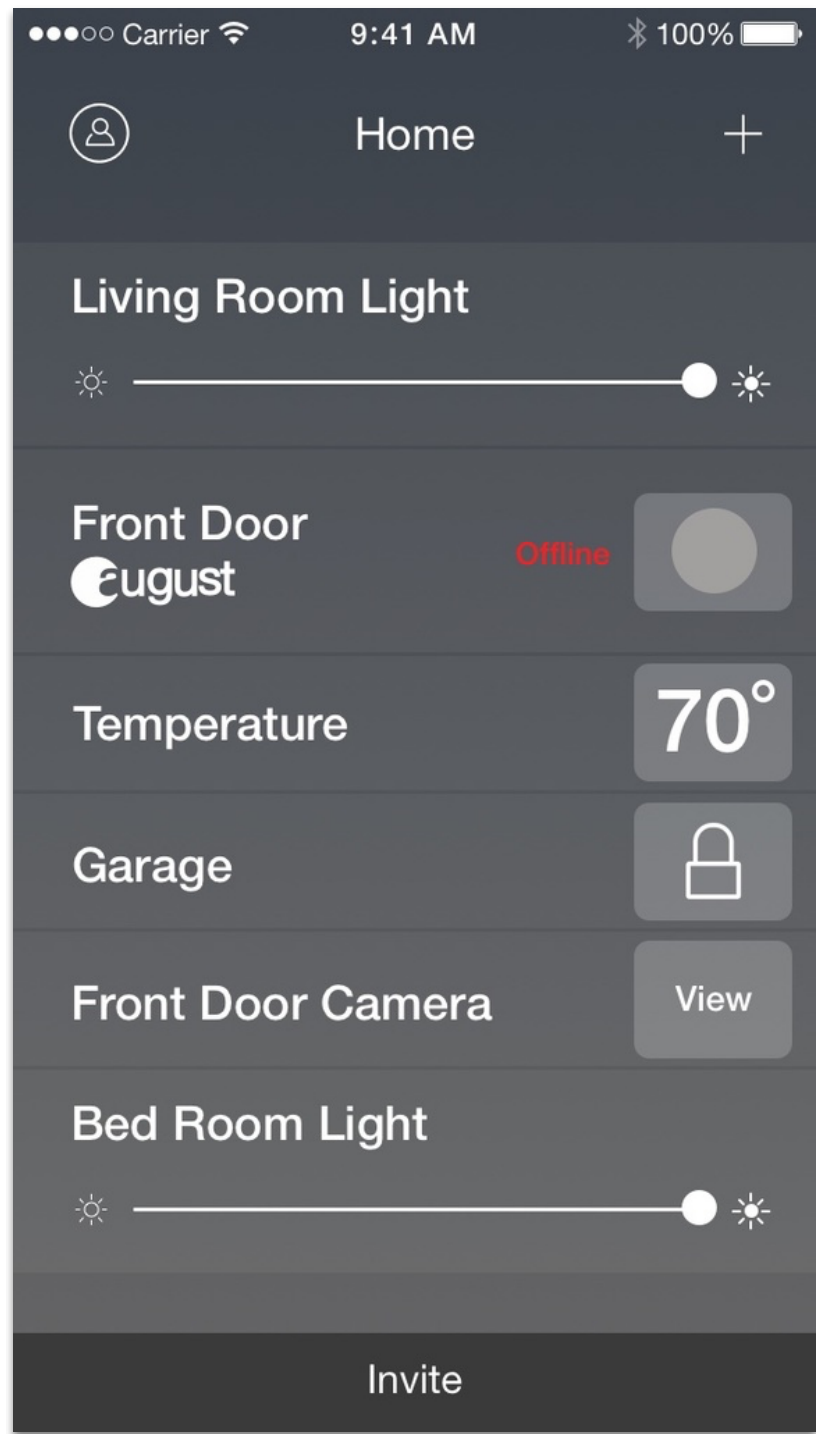 Carrier 9:41 AM 100%
Home
Living Room Light
Front Door
august
Offline
70°
Temperature
Garage
Front Door Camera
View
Bed Room Light
Invite